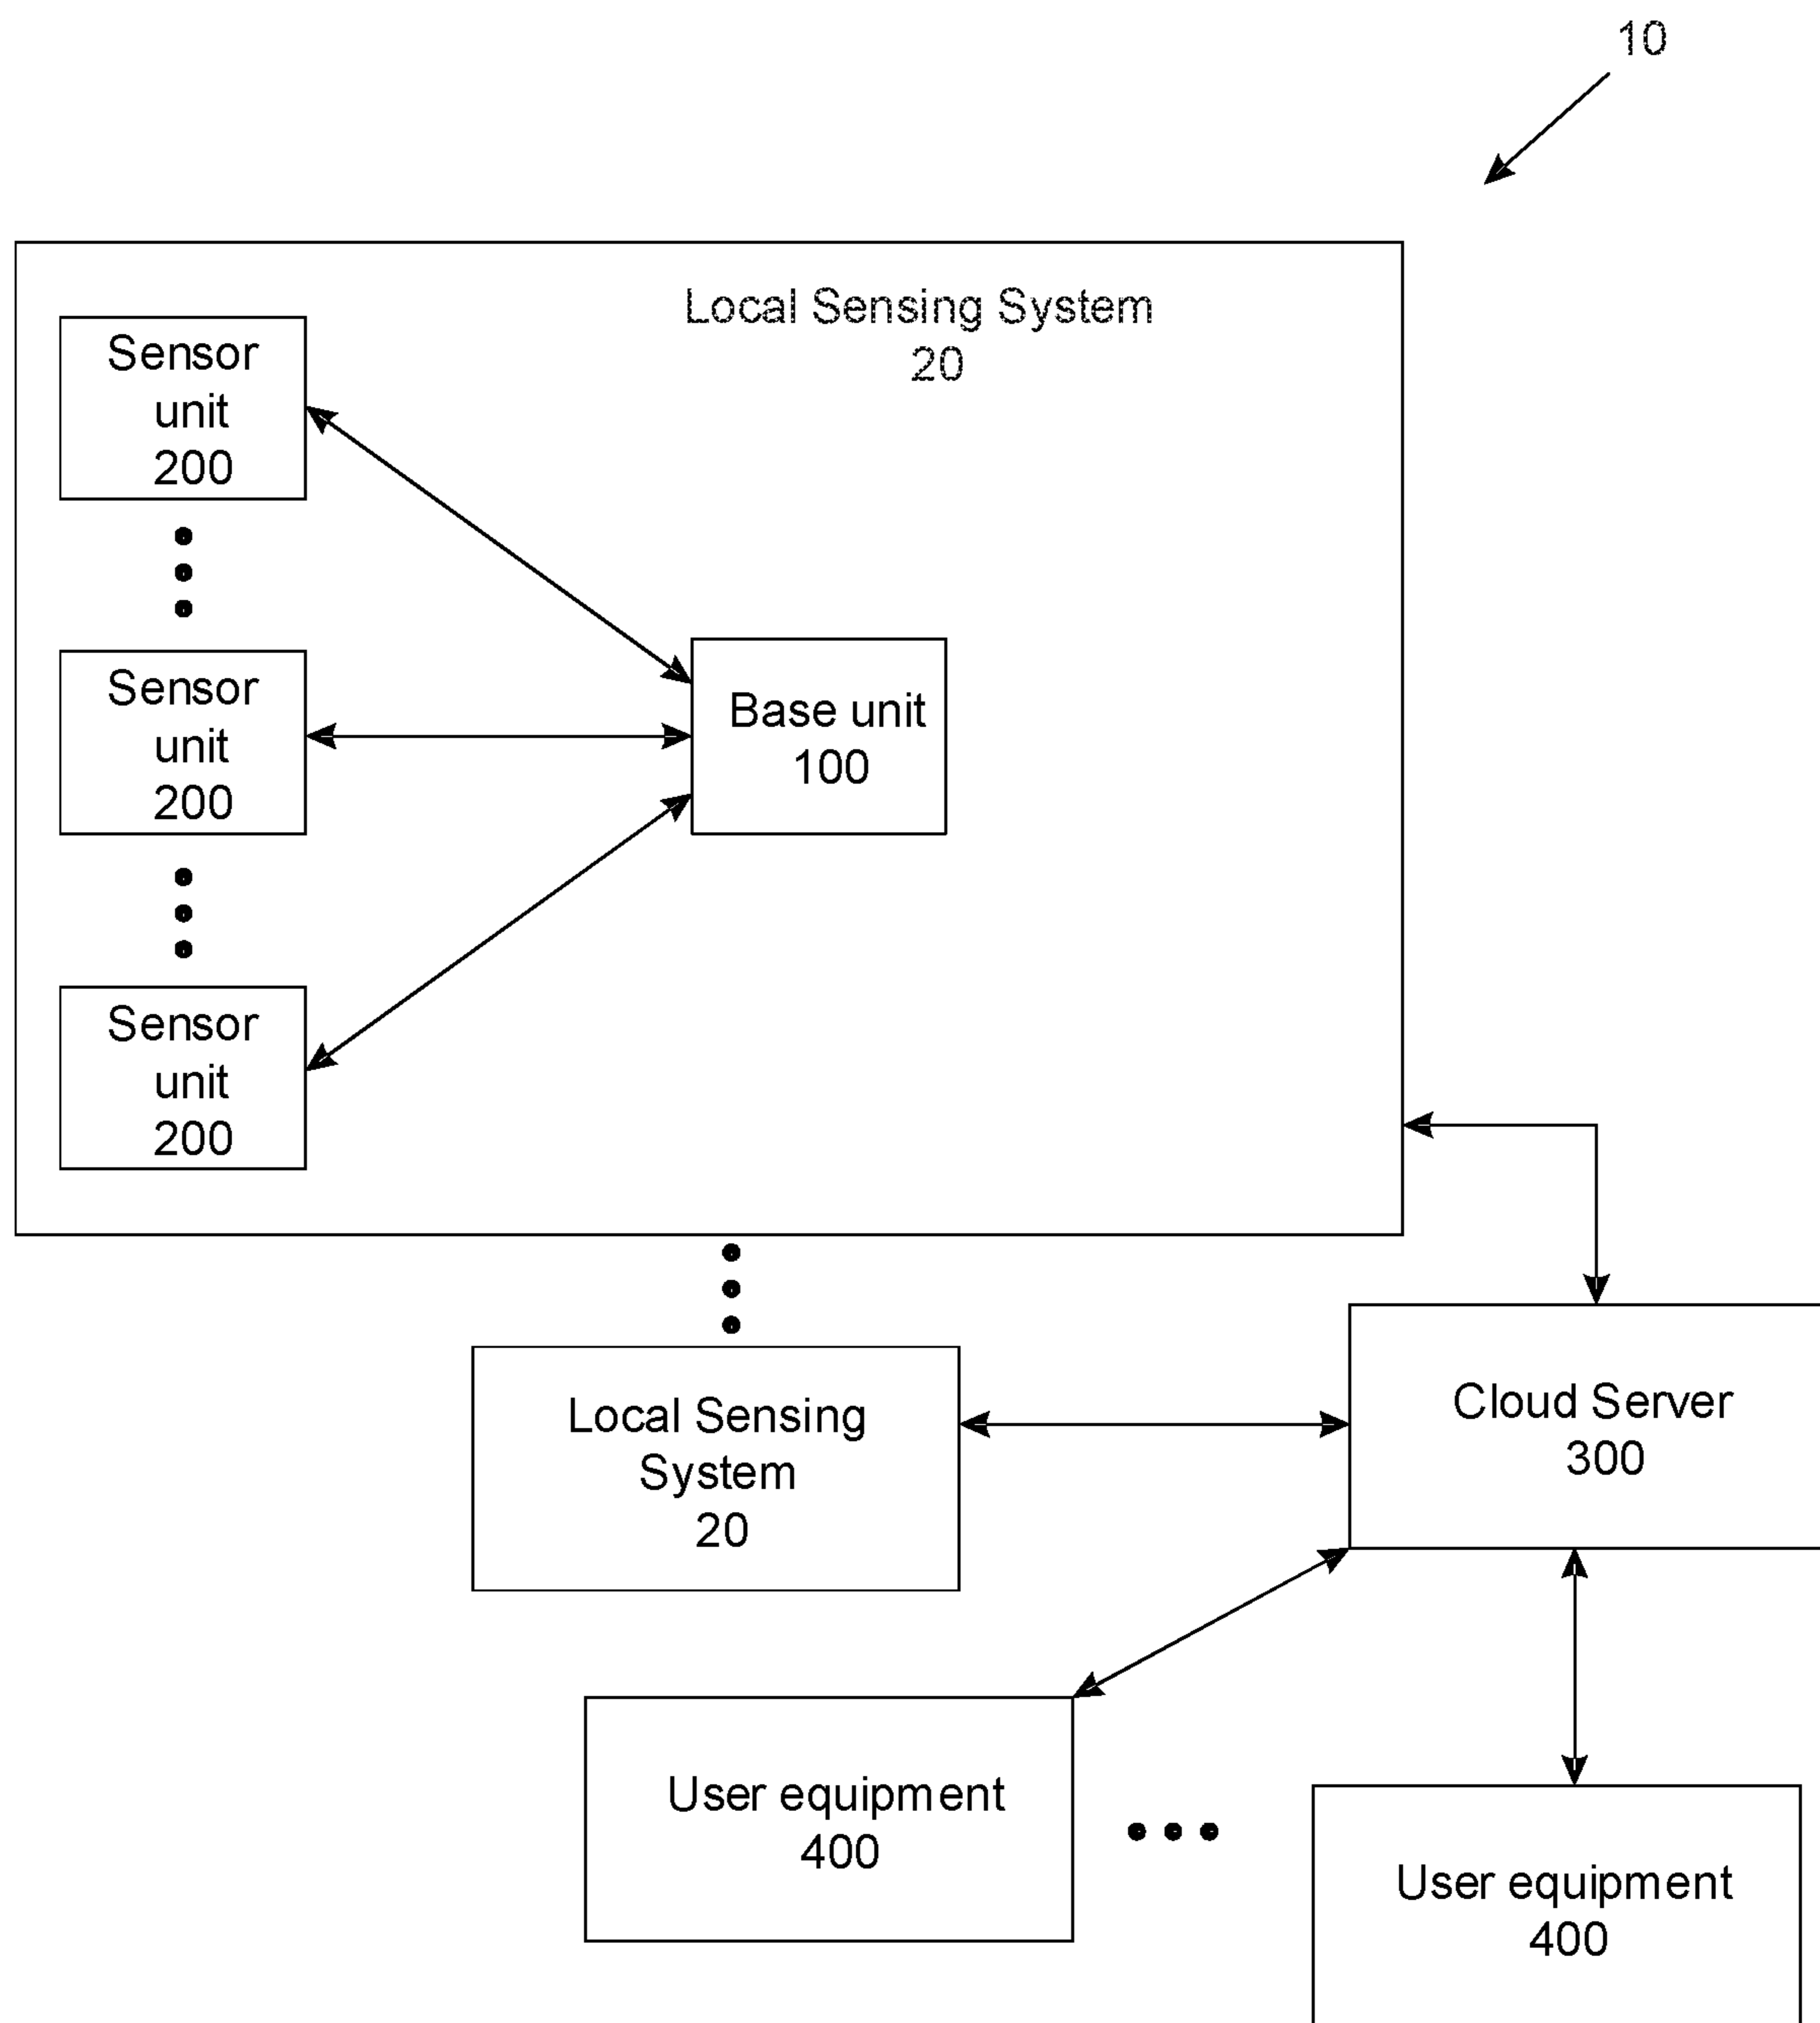 10
Local Sensing System
20
Sensor
unit
200
Sensor
unit
200
Base unit
100
Sensor
unit
200
Local Sensing
System
20
Cloud Server
300
User equipment
400
User equipment
400